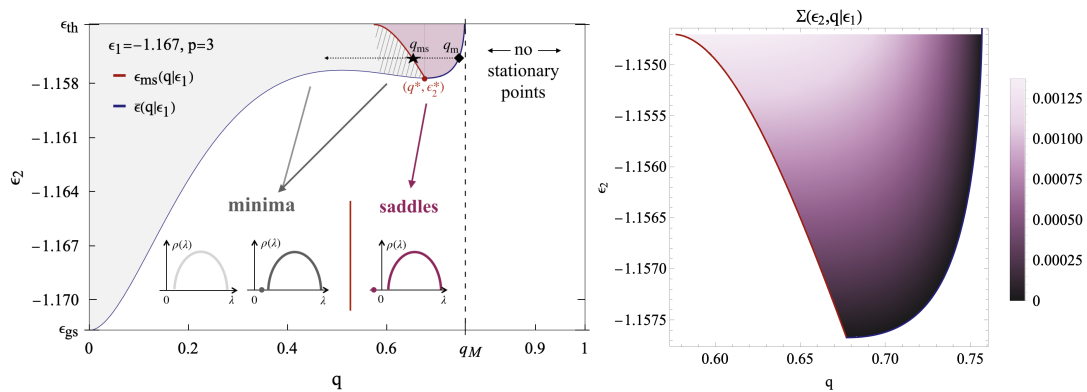 ϵth
ϵ₁=−1.167, p=3
ϵms(q|ϵ₁)
ϵ̄(q|ϵ₁)
qms
qm
(q*, ϵ₂*)
no
stationary
points
−1.158
−1.161
−1.164
−1.167
−1.170
ϵgs
ϵ₂
minima
saddles
ρ(λ)
0
λ
ρ(λ)
0
λ
ρ(λ)
0
λ
0
0.2
0.4
0.6
qM
0.9
1
q
Σ(ϵ₂,q|ϵ₁)
−1.1550
−1.1555
−1.1560
−1.1565
−1.1570
−1.1575
ϵ₂
0.60
0.65
0.70
0.75
q
0.00125
0.00100
0.00075
0.00050
0.00025
0